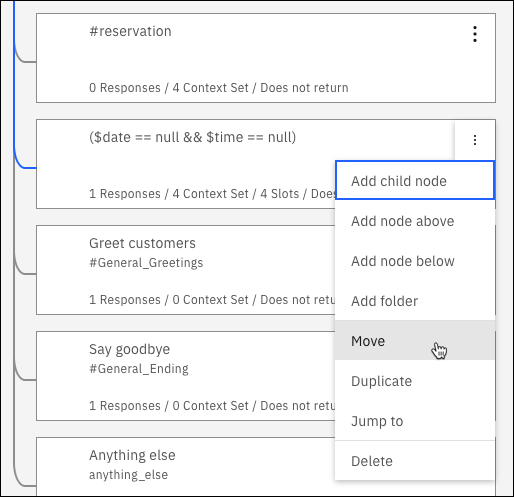 #reservation
0 Responses / 4 Context Set / Does not return
($date == null && $time == null)
1 Responses / 4 Context Set / 4 Slots / Does
Add child node
Add node above
Add node below
Add folder
Move
Duplicate
Jump to
Delete
Greet customers
#General_Greetings
1 Responses / 0 Context Set / Does not retu
Say goodbye
#General_Ending
1 Responses / 0 Context Set / Does not retu
Anything else
anything_else